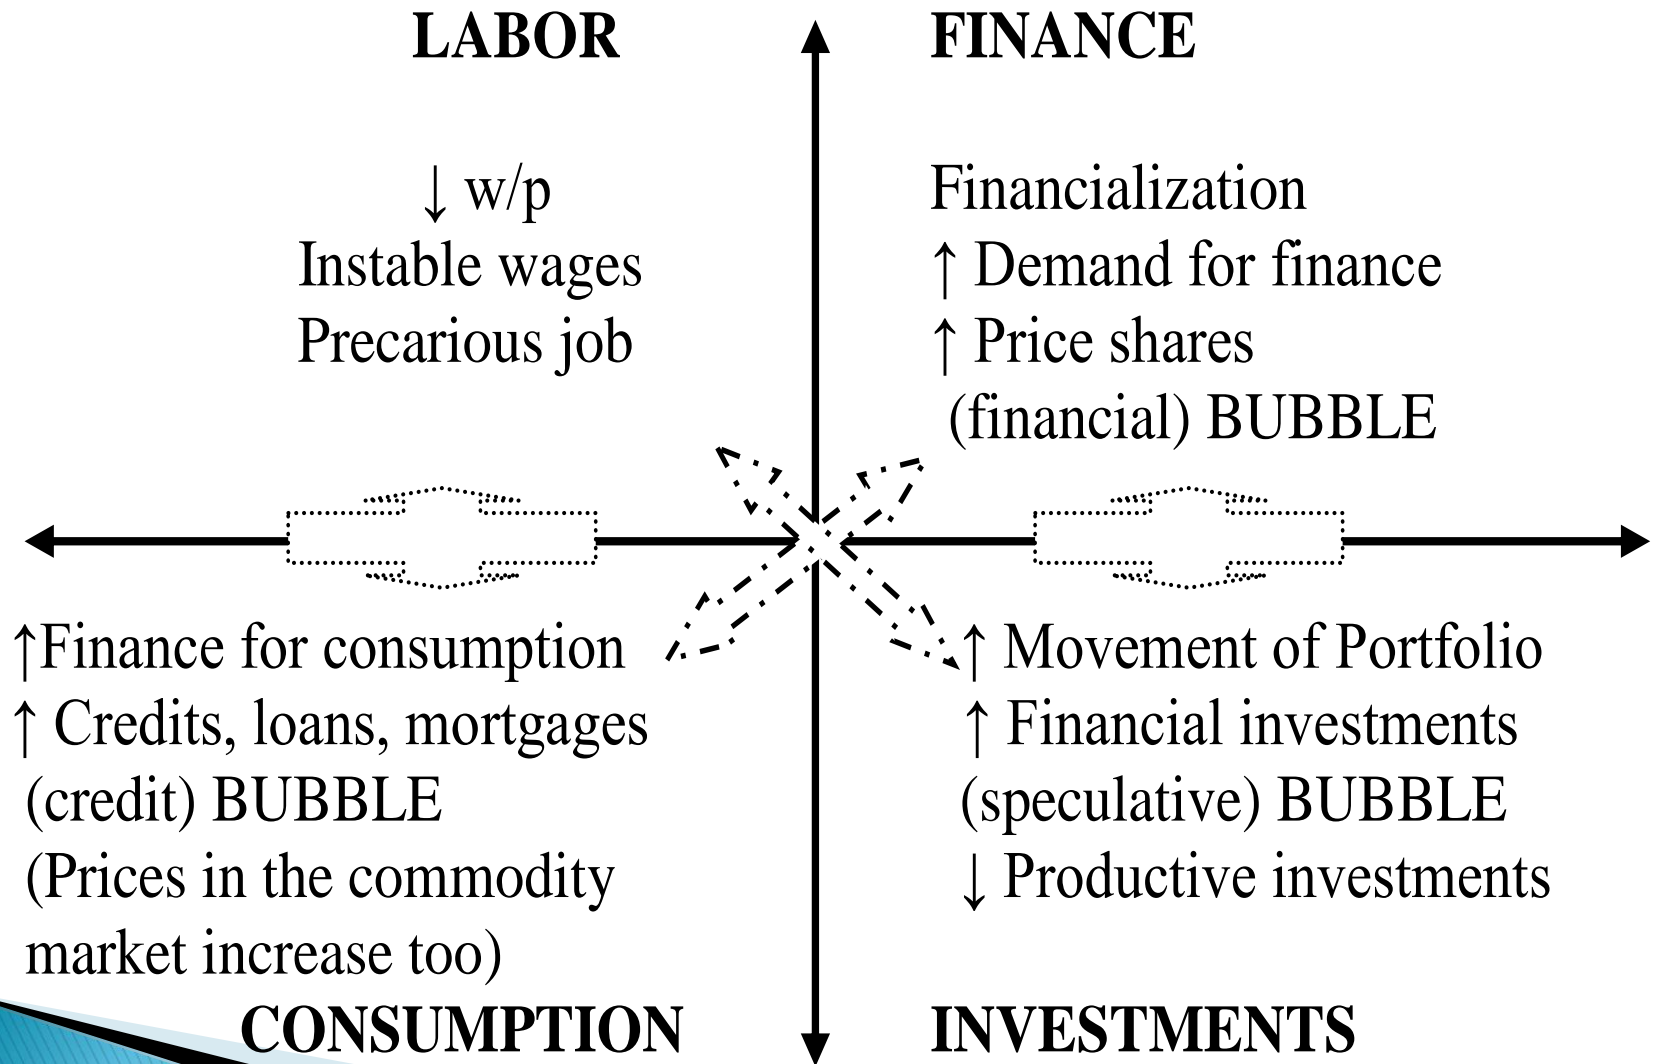 LABOR
↓ w/p
Instable wages
Precarious job
FINANCE
Financialization
↑ Demand for finance
↑ Price shares
(financial) BUBBLE
↑Finance for consumption
↑ Credits, loans, mortgages
(credit) BUBBLE
(Prices in the commodity
market increase too)
CONSUMPTION
↑ Movement of Portfolio
↑ Financial investments
(speculative) BUBBLE
↓ Productive investments
INVESTMENTS